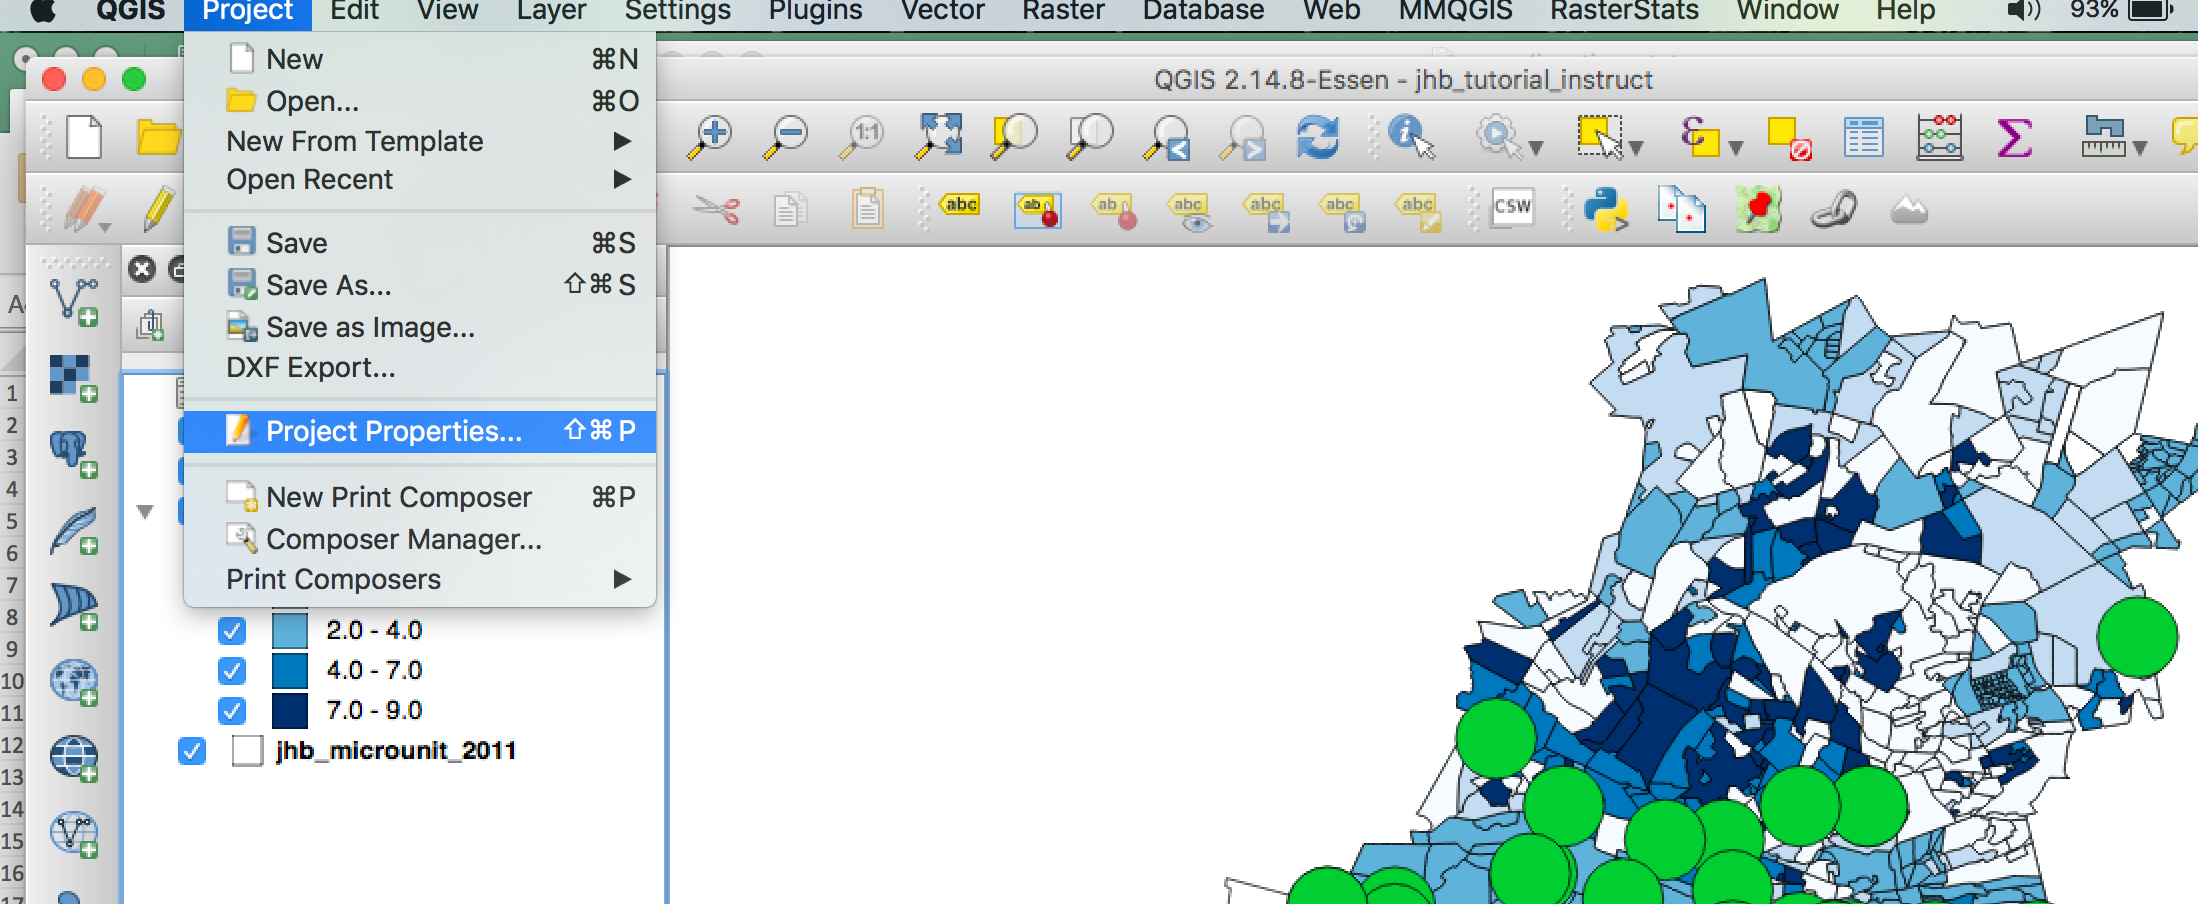 QGIS Project Edit View Layer Settings Plugins Vector Raster Database Web MMQGIS RasterStats Window Help 93%
QGIS 2.14.8-Essen - jhb_tutorial_instruct
New ⌘N
Open... ⌘O
New From Template ▶
Open Recent ▶
Save ⌘S
Save As... ⇧⌘S
Save as Image...
DXF Export...
Project Properties... ⇧⌘P
New Print Composer ⌘P
Composer Manager...
Print Composers ▶
1:1
abc
ab
ab
abc
abc
abc
abc
CSW
A
1
2
3
4
5
6
7
8
9
10
11
12
13
14
15
16
17
2.0 - 4.0
4.0 - 7.0
7.0 - 9.0
jhb_microunit_2011